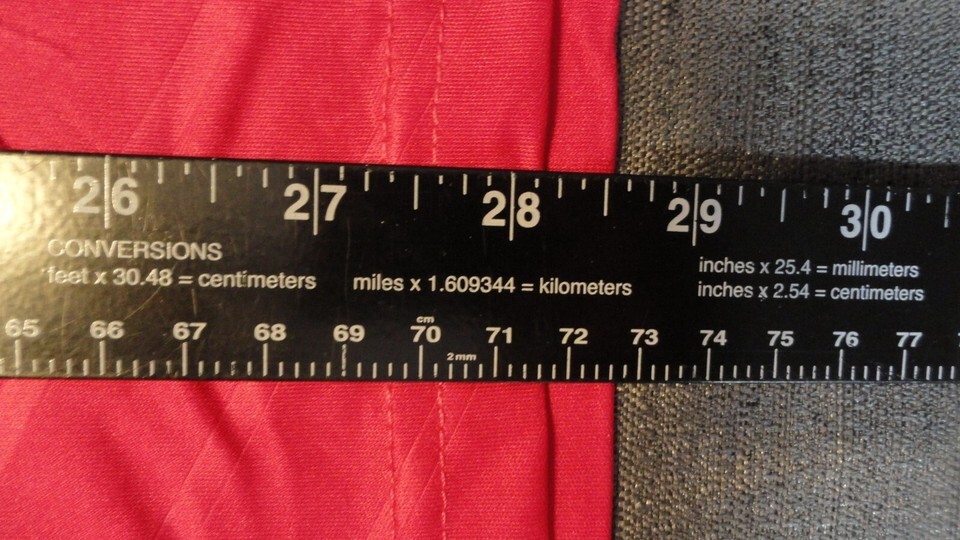 26 27 28 29 30
CONVERSIONS
feet x 30.48 = centimeters
miles x 1.609344 = kilometers
inches x 25.4 = millimeters
inches x 2.54 = centimeters
cm
65 66 67 68 69 70 71 72 73 74 75 76 77
2mm